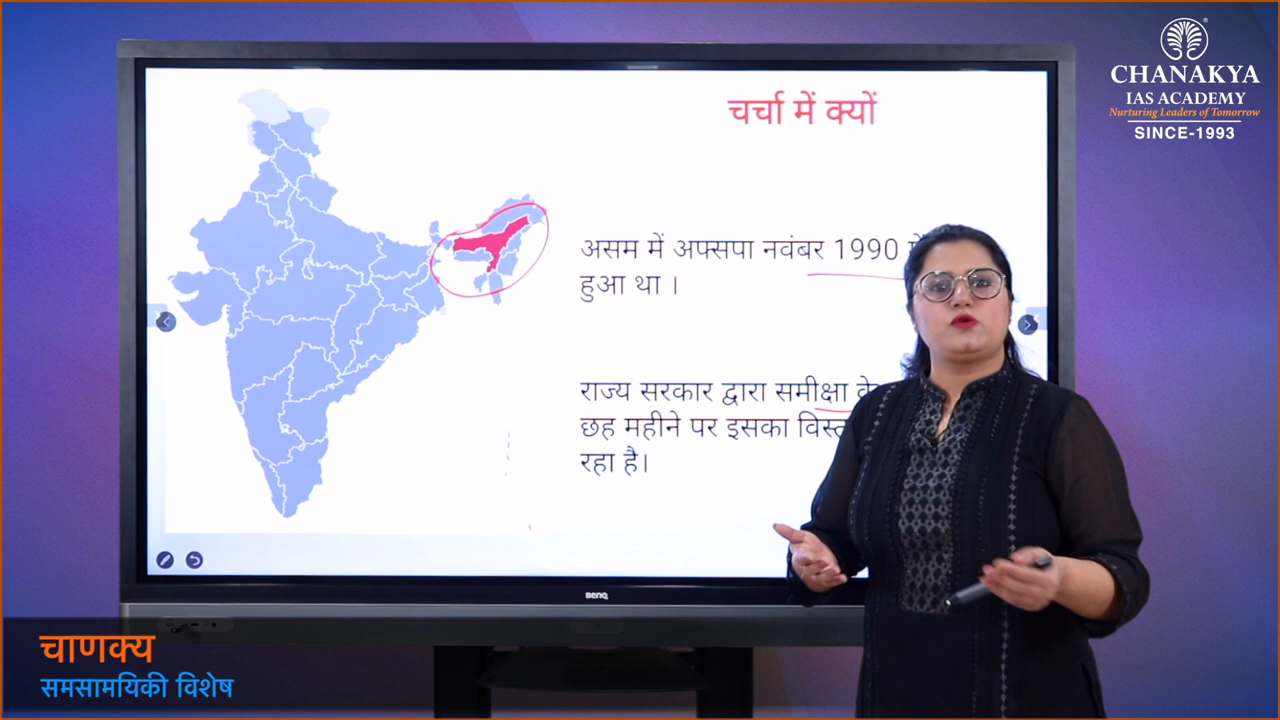 CHANAKYA
IAS ACADEMY
Nurturing Leaders of Tomorrow
SINCE-1993
चर्चा में क्यों
असम में अफ्सपा नवंबर 1990
हुआ था ।
राज्य सरकार द्वारा समीक्षा
छह महीने पर इसका
रहा है।
BenQ
चाणक्य
समसामयिकी विशेष